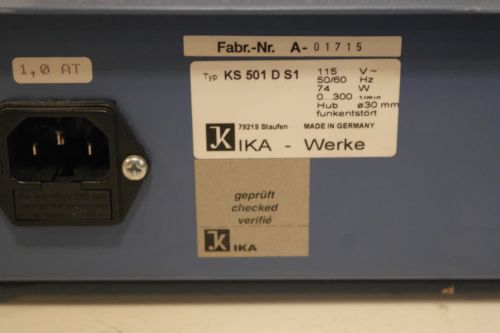 Fabr.-Nr. A-01715
1,0 AT
Typ: KS 501 D S1 115 V~
50/60 Hz
74 W
0...300 1/min
Hub ø30 mm
funkentstört
79219 Staufen MADE IN GERMANY
IKA - Werke
geprüft
checked
verifié
IKA